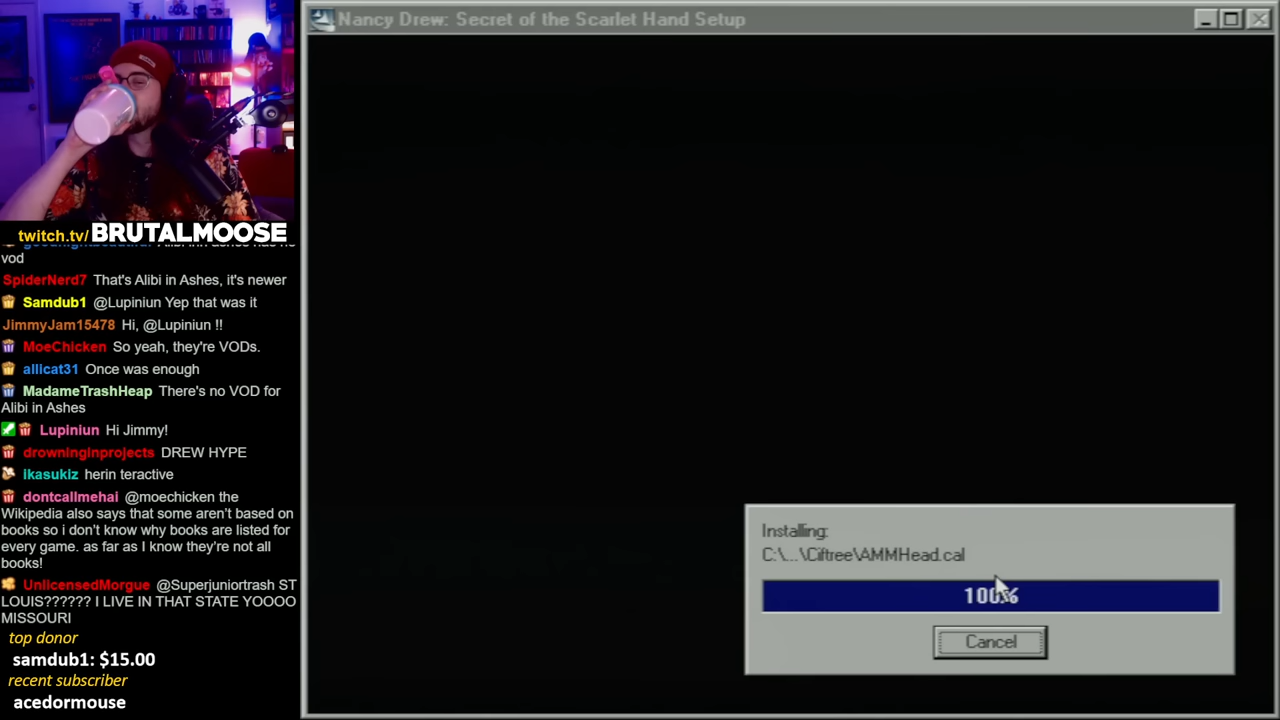 Nancy Drew: Secret of the Scarlet Hand Setup
twitch.tv/BRUTALMOOSE
vod
SpiderNerd7 That's Alibi in Ashes, it's newer
Samdub1 @Lupiniun Yep that was it
JimmyJam15478 Hi, @Lupiniun !!
MoeChicken So yeah, they're VODs.
allicat31 Once was enough
MadameTrashHeap There's no VOD for
Alibi in Ashes
Lupiniun Hi Jimmy!
drowninginprojects DREW HYPE
ikasukiz herin teractive
dontcallmehai @moechicken the
Wikipedia also says that some aren't based on
books so i don't know why books are listed for
every game. as far as I know they're not all
books!
UnlicensedMorgue @Superjuniortrash ST
LOUIS?????? I LIVE IN THAT STATE YOOOO
MISSOURI
top donor
samdub1: $15.00
recent subscriber
acedormouse
Installing:
C:\...\Ciftree\AMMHead.cal
100%
Cancel